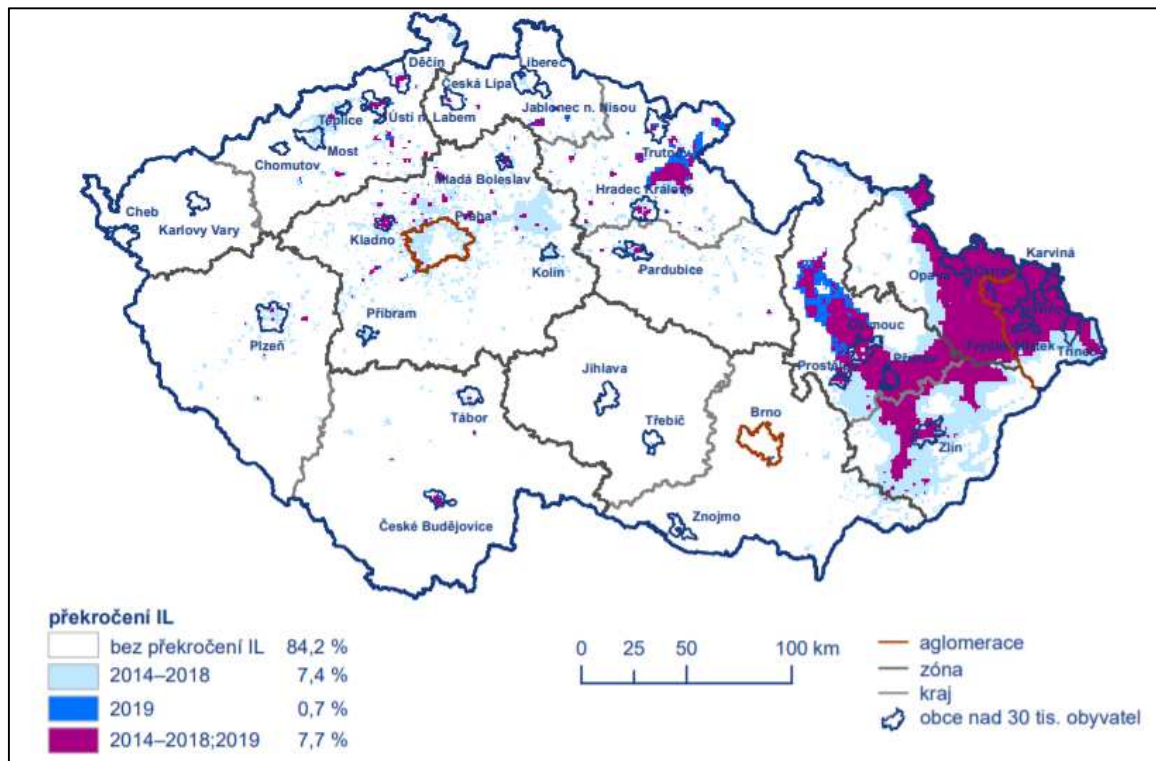 Děčín
Liberec
Česká Lípa
Jablonec n. Nisou
Teplice
Ústí n. Labem
Most
Chomutov
Trutnov
Mladá Boleslav
Hradec Králové
Cheb
Karlovy Vary
Praha
Kladno
Kolín
Pardubice
Karviná
Opava
Příbram
Plzeň
Olomouc
Přerov
Třinec
Prostějov
Jihlava
Tábor
Třebíč
Brno
Zlín
České Budějovice
Znojmo
překročení IL
bez překročení IL 84,2 %
2014–2018 7,4 %
2019 0,7 %
2014–2018;2019 7,7 %
0 25 50 100 km
aglomerace
zóna
kraj
obce nad 30 tis. obyvatel